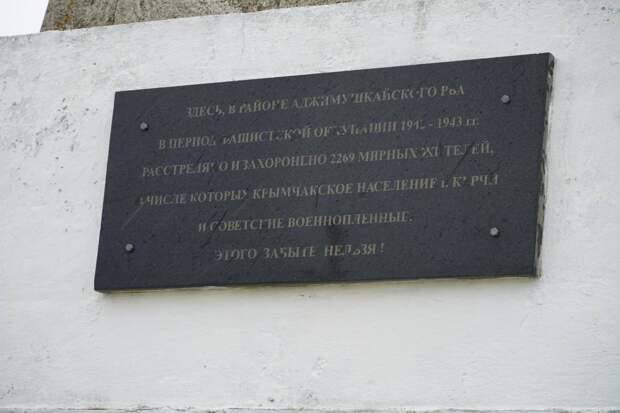 ЗДЕСЬ, В РАЙОНЕ АДЖИМУШКАЙСКОГО РВА
В ПЕРИОД ФАШИСТСКОЙ ОККУПАЦИИ 1942 - 1943 гг.
РАССТРЕЛЯНО И ЗАХОРОНЕНО 2269 МИРНЫХ ЖИТЕЛЕЙ,
В ЧИСЛЕ КОТОРЫХ КРЫМЧАКСКОЕ НАСЕЛЕНИЕ г. КЕРЧИ
И СОВЕТСКИЕ ВОЕННОПЛЕННЫЕ.
ЭТОГО ЗАБЫТЬ НЕЛЬЗЯ !